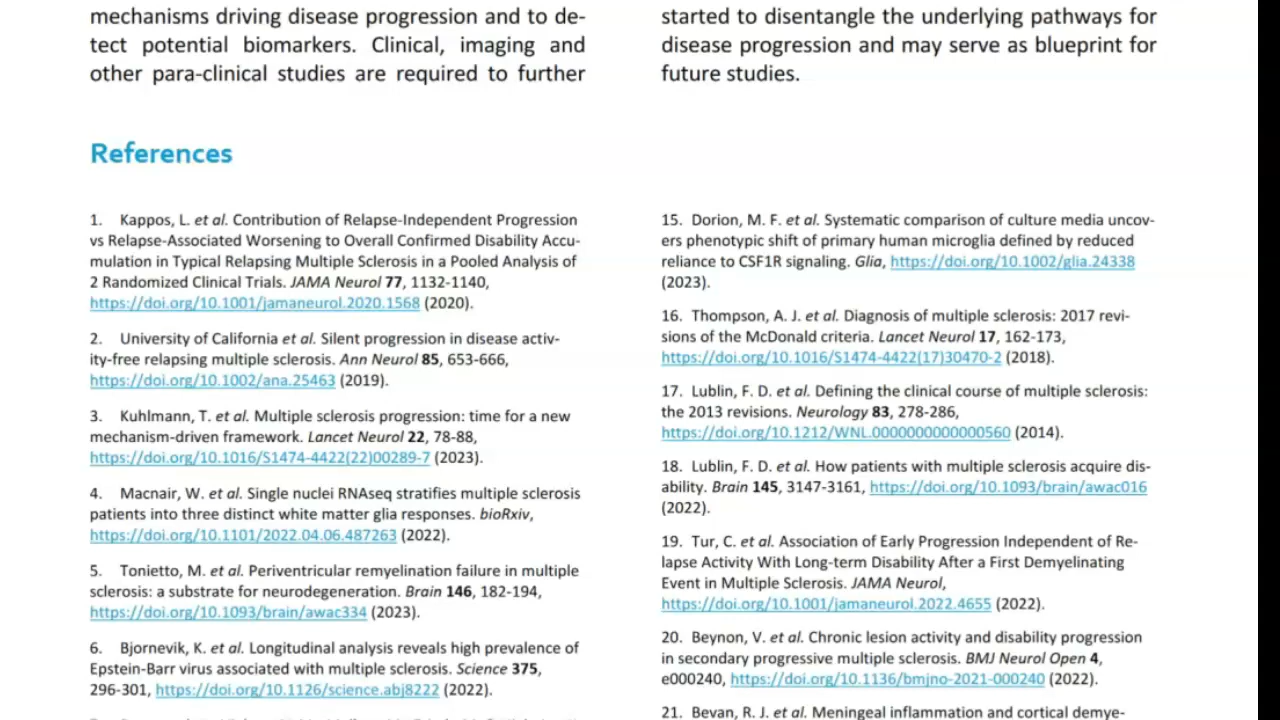 mechanisms driving disease progression and to de-
tect potential biomarkers. Clinical, imaging and
other para-clinical studies are required to further
started to disentangle the underlying pathways for
disease progression and may serve as blueprint for
future studies.
References
1. Kappos, L. et al. Contribution of Relapse-Independent Progression
vs Relapse-Associated Worsening to Overall Confirmed Disability Accu-
mulation in Typical Relapsing Multiple Sclerosis in a Pooled Analysis of
2 Randomized Clinical Trials. JAMA Neurol 77, 1132-1140,
https://doi.org/10.1001/jamaneurol.2020.1568 (2020).
2. University of California et al. Silent progression in disease activ-
ity-free relapsing multiple sclerosis. Ann Neurol 85, 653-666,
https://doi.org/10.1002/ana.25463 (2019).
3. Kuhlmann, T. et al. Multiple sclerosis progression: time for a new
mechanism-driven framework. Lancet Neurol 22, 78-88,
https://doi.org/10.1016/S1474-4422(22)00289-7 (2023).
4. Macnair, W. et al. Single nuclei RNAseq stratifies multiple sclerosis
patients into three distinct white matter glia responses. bioRxiv,
https://doi.org/10.1101/2022.04.06.487263 (2022).
5. Tonietto, M. et al. Periventricular remyelination failure in multiple
sclerosis: a substrate for neurodegeneration. Brain 146, 182-194,
https://doi.org/10.1093/brain/awac334 (2023).
6. Bjornevik, K. et al. Longitudinal analysis reveals high prevalence of
Epstein-Barr virus associated with multiple sclerosis. Science 375,
296-301, https://doi.org/10.1126/science.abj8222 (2022).
15. Dorion, M. F. et al. Systematic comparison of culture media uncov-
ers phenotypic shift of primary human microglia defined by reduced
reliance to CSF1R signaling. Glia, https://doi.org/10.1002/glia.24338
(2023).
16. Thompson, A. J. et al. Diagnosis of multiple sclerosis: 2017 revi-
sions of the McDonald criteria. Lancet Neurol 17, 162-173,
https://doi.org/10.1016/S1474-4422(17)30470-2 (2018).
17. Lublin, F. D. et al. Defining the clinical course of multiple sclerosis:
the 2013 revisions. Neurology 83, 278-286,
https://doi.org/10.1212/WNL.0000000000000560 (2014).
18. Lublin, F. D. et al. How patients with multiple sclerosis acquire dis-
ability. Brain 145, 3147-3161, https://doi.org/10.1093/brain/awac016
(2022).
19. Tur, C. et al. Association of Early Progression Independent of Re-
lapse Activity With Long-term Disability After a First Demyelinating
Event in Multiple Sclerosis. JAMA Neurol,
https://doi.org/10.1001/jamaneurol.2022.4655 (2022).
20. Beynon, V. et al. Chronic lesion activity and disability progression
in secondary progressive multiple sclerosis. BMJ Neurol Open 4,
e000240, https://doi.org/10.1136/bmjno-2021-000240 (2022).
21. Bevan, R. J. et al. Meningeal inflammation and cortical demye-